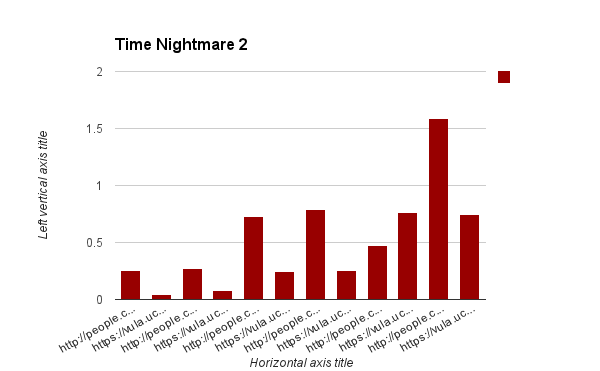 Time Nightmare 2
2
1.5
1
0.5
0
Left vertical axis title
http://people.c...
https://vula.uc...
http://people.c...
https://vula.uc...
http://people.c...
https://vula.uc...
http://people.c...
https://vula.uc...
http://people.c...
https://vula.uc...
http://people.c...
https://vula.uc...
Horizontal axis title